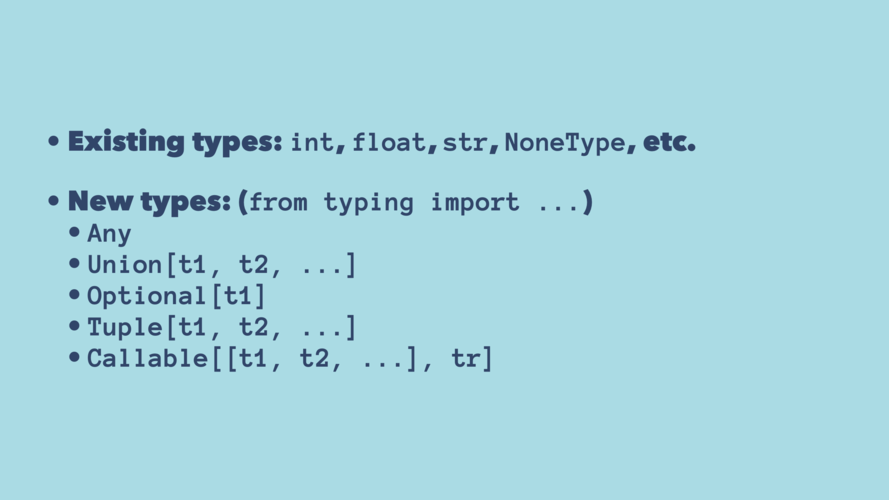 • Existing types: int, float, str, NoneType, etc.
• New types: (from typing import ...)
• Any
• Union[t1, t2, ...]
• Optional[t1]
• Tuple[t1, t2, ...]
• Callable[[t1, t2, ...], tr]